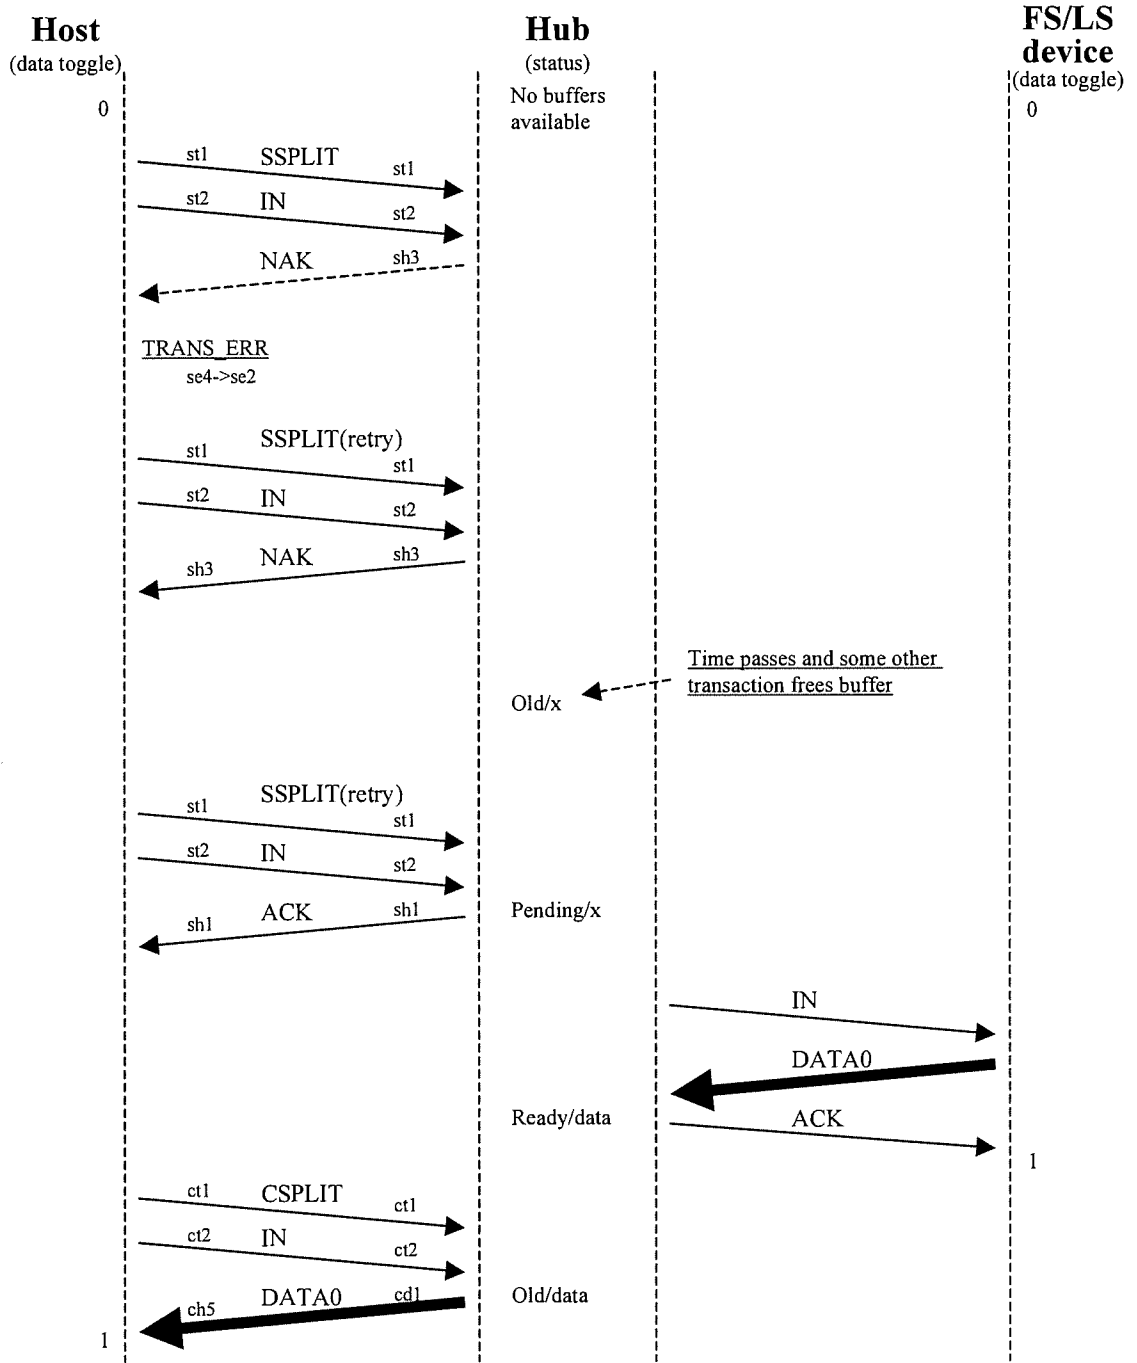 Host
(data toggle)
Hub
(status)
FS/LS
device
(data toggle)
0
No buffers
available
0
st1 SSPLIT st1
st2 IN st2
NAK sh3
TRANS_ERR
se4->se2
st1 SSPLIT(retry) st1
st2 IN st2
sh3 NAK sh3
Time passes and some other
transaction frees buffer
Old/x
st1 SSPLIT(retry) st1
st2 IN st2
sh1 ACK sh1
Pending/x
IN
DATA0
Ready/data
ACK
1
ct1 CSPLIT ct1
ct2 IN ct2
ch5 DATA0 cd1
Old/data
1